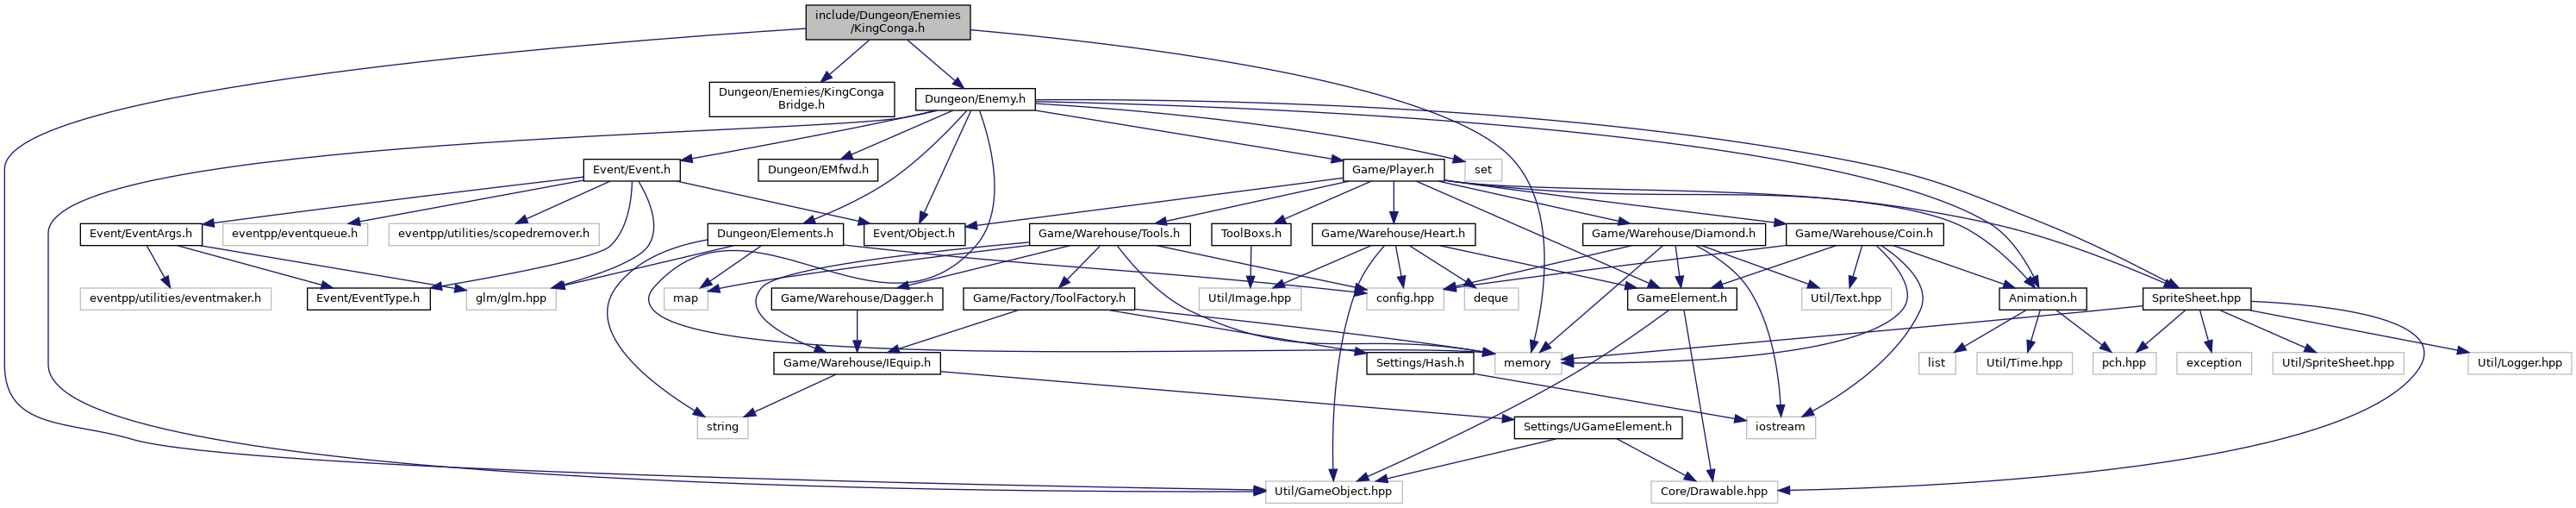 include/Dungeon/Enemies
/KingConga.h
Dungeon/Enemies/KingConga
Bridge.h
Dungeon/Enemy.h
Event/Event.h
Dungeon/EMfwd.h
Game/Player.h
set
Event/EventArgs.h
eventpp/eventqueue.h
eventpp/utilities/scopedremover.h
Dungeon/Elements.h
Event/Object.h
Game/Warehouse/Tools.h
ToolBoxs.h
Game/Warehouse/Heart.h
Game/Warehouse/Diamond.h
Game/Warehouse/Coin.h
eventpp/utilities/eventmaker.h
Event/EventType.h
glm/glm.hpp
map
Game/Warehouse/Dagger.h
Game/Factory/ToolFactory.h
Util/Image.hpp
config.hpp
deque
GameElement.h
Util/Text.hpp
Animation.h
SpriteSheet.hpp
Game/Warehouse/IEquip.h
Settings/Hash.h
memory
list
Util/Time.hpp
pch.hpp
exception
Util/SpriteSheet.hpp
Util/Logger.hpp
string
Settings/UGameElement.h
iostream
Util/GameObject.hpp
Core/Drawable.hpp